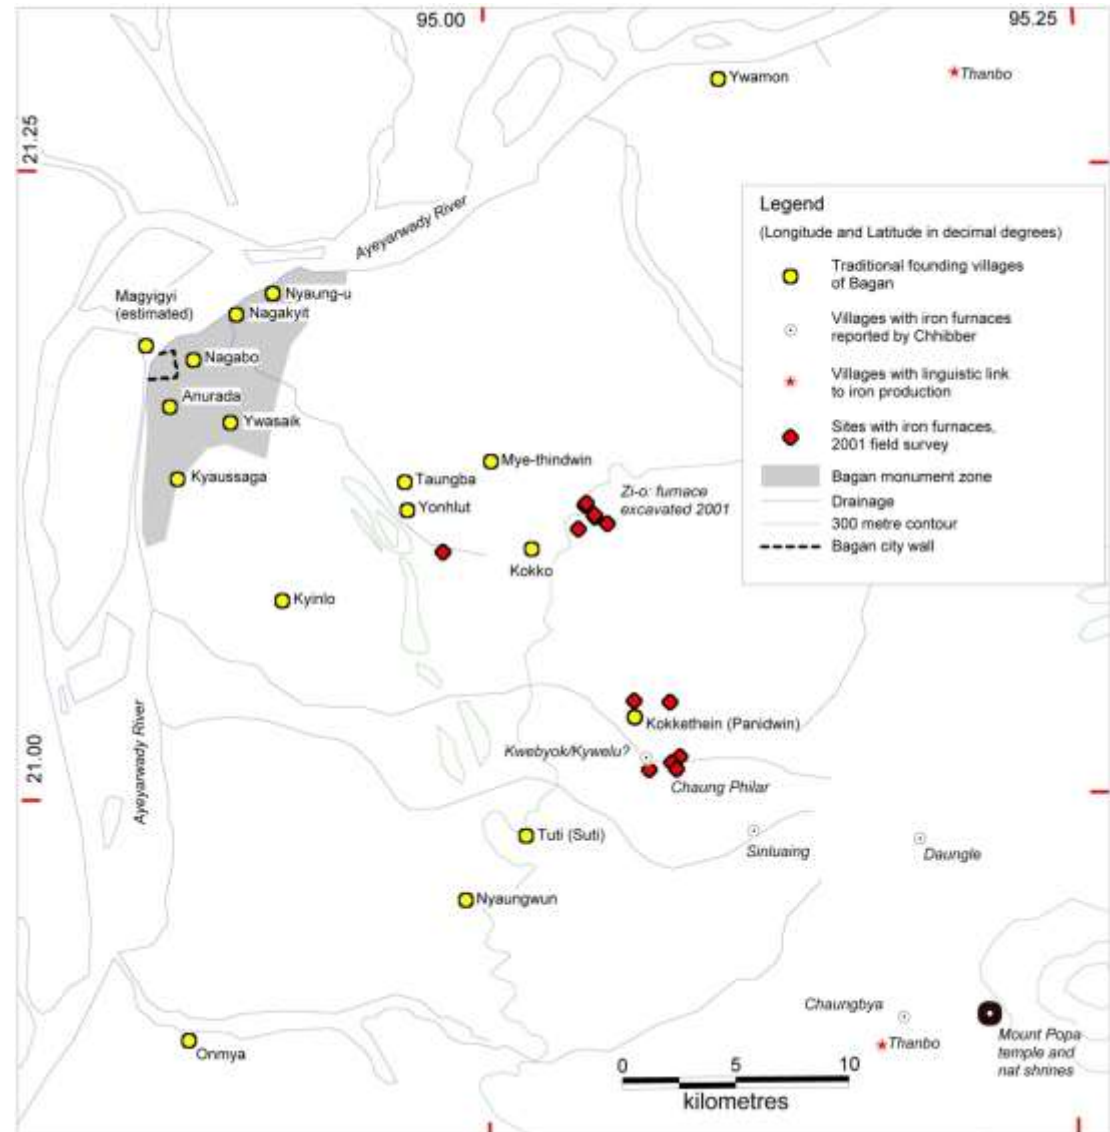 95.00
95.25
Ywamon
Thanbo
21.25
Ayeyarwady River
Legend
(Longitude and Latitude in decimal degrees)
Traditional founding villages
of Bagan
Villages with iron furnaces
reported by Chhibber
Villages with linguistic link
to iron production
Sites with iron furnaces,
2001 field survey
Bagan monument zone
Drainage
300 metre contour
Bagan city wall
Magyigyi
(estimated)
Nyaung-u
Nagakyit
Nagabo
Anurada
Ywasaik
Kyaussaga
Mye-thindwin
Taungba
Yonhlut
Zi-o: furnace
excavated 2001
Kokko
Kyinlo
Ayeyarwady River
21.00
Kokkethein (Panidwin)
Kwebyok/Kywelu?
Chaung Philar
Tuti (Suti)
Sinluaing
Daungle
Nyaungwun
Chaungbya
Thanbo
Mount Popa
temple and
nat shrines
Onmya
0 5 10
kilometres